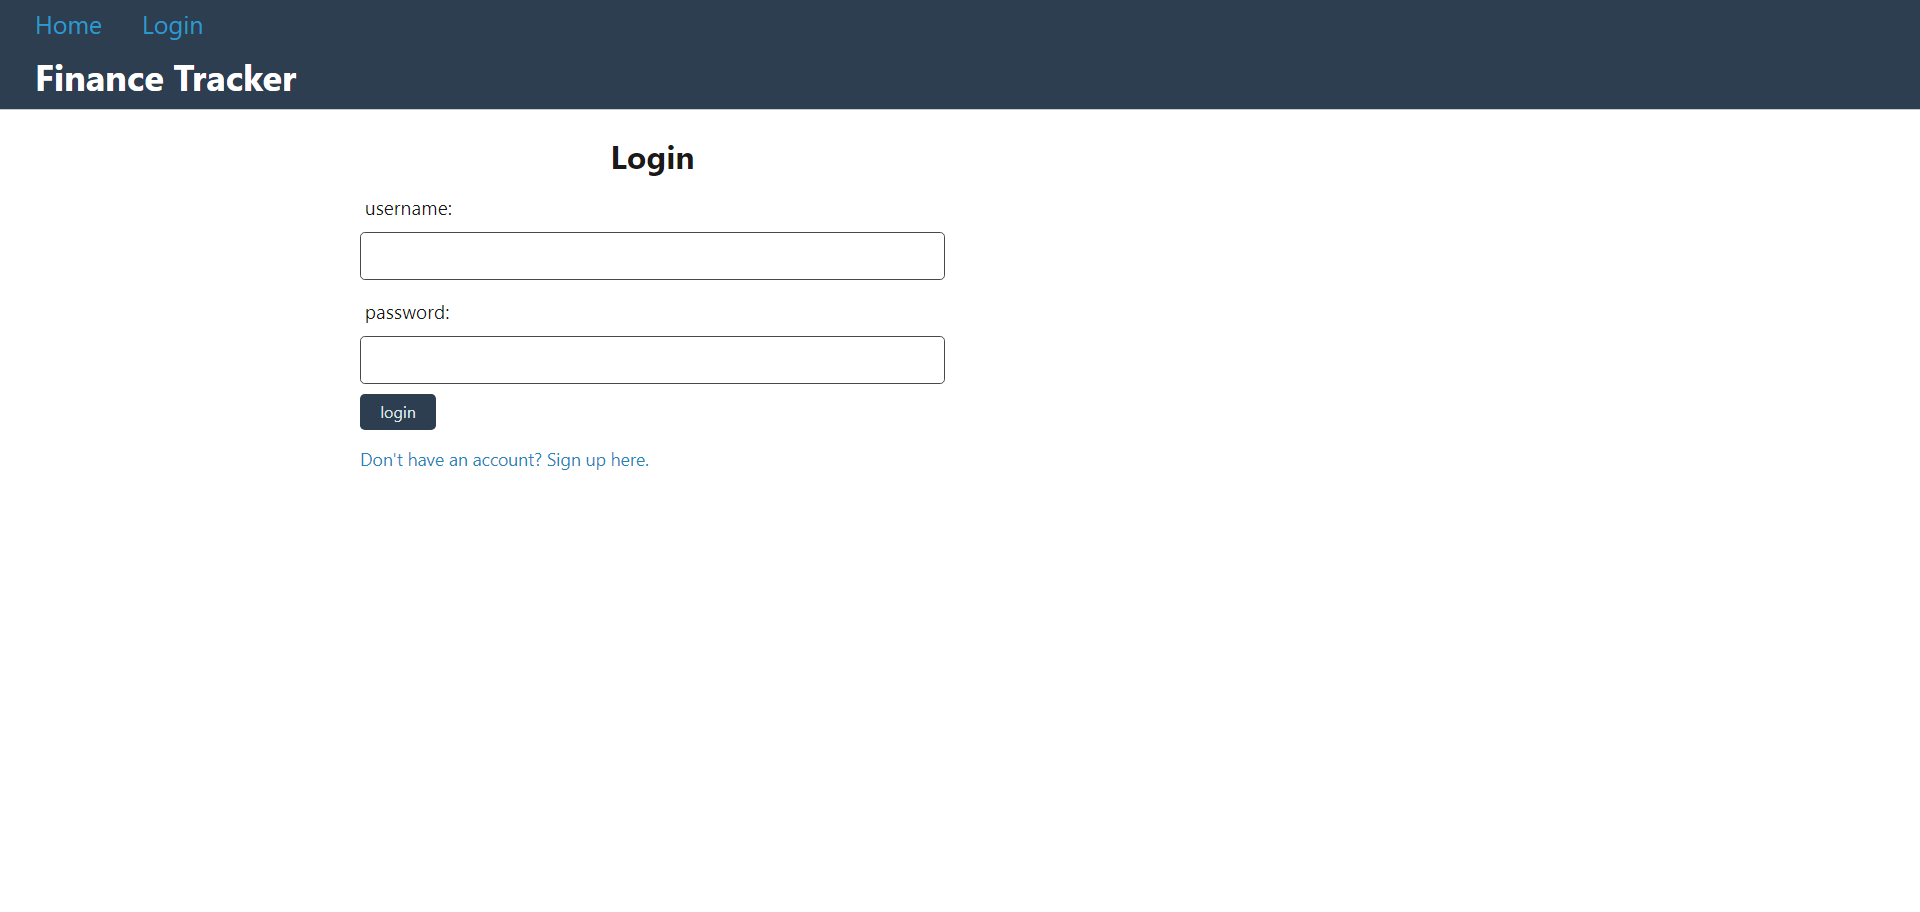 Home Login
Finance Tracker
Login
username:
password:
login
Don't have an account? Sign up here.